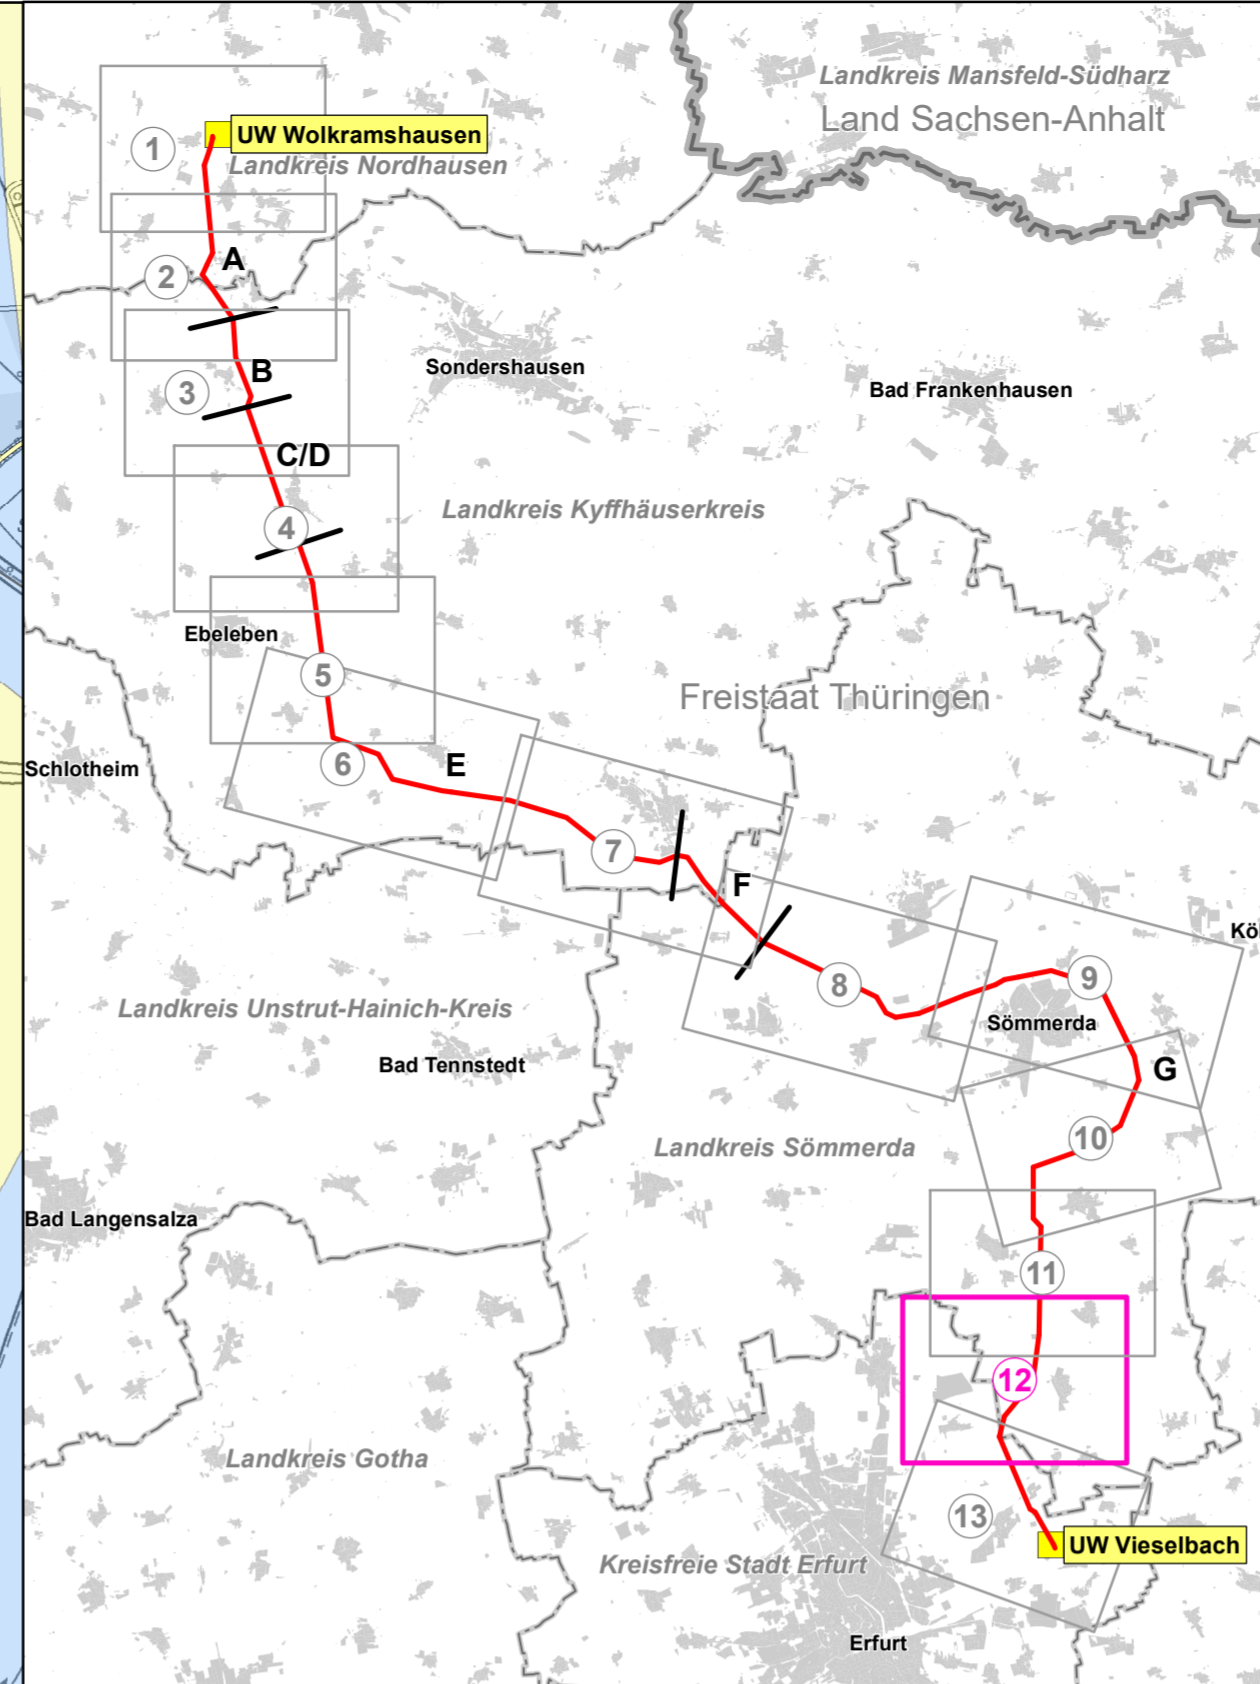 Landkreis Mansfeld-Südharz
Land Sachsen-Anhalt
UW Wolkramshausen
1
Landkreis Nordhausen
A
2
B
3
Sondershausen
Bad Frankenhausen
C/D
Landkreis Kyffhäuserkreis
4
Ebeleben
5
Freistaat Thüringen
Schlotheim
6
E
7
F
Kö
8
9
Landkreis Unstrut-Hainich-Kreis
Sömmerda
Bad Tennstedt
G
10
Landkreis Sömmerda
Bad Langensalza
11
12
Landkreis Gotha
13
UW Vieselbach
Kreisfreie Stadt Erfurt
Erfurt